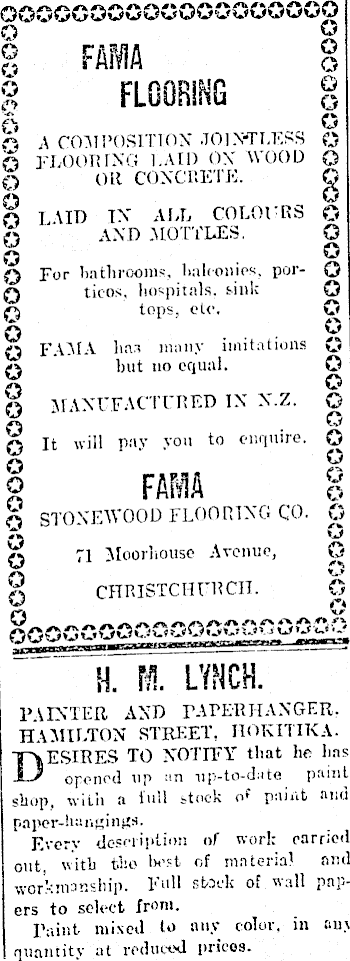 FAMA
FLOORING
A COMPOSITION JOINTLESS
FLOORING LAID ON WOOD
OR CONCRETE.
LAID IN ALL COLOURS
AND MOTTLES.
For bathrooms, balconies, por-
ticos, hospitals, sink
tops, etc.
FAMA has many imitations
but no equal.
MANUFACTURED IN N.Z.
It will pay you to enquire.
FAMA
STONEWOOD FLOORING CO.
71 Moorhouse Avenue,
CHRISTCHURCH.
H. M. LYNCH.
PAINTER AND PAPERHANGER,
HAMILTON STREET, HOKITIKA.
DESIRES TO NOTIFY that he has
opened up an up-to-date paint
shop, with a full stock of paint and
paper-hangings.
Every description of work carried
out, with the best of material and
workmanship. Full stock of wall pap-
ers to select from.
Paint mixed to any color, in any
quantity at reduced prices.